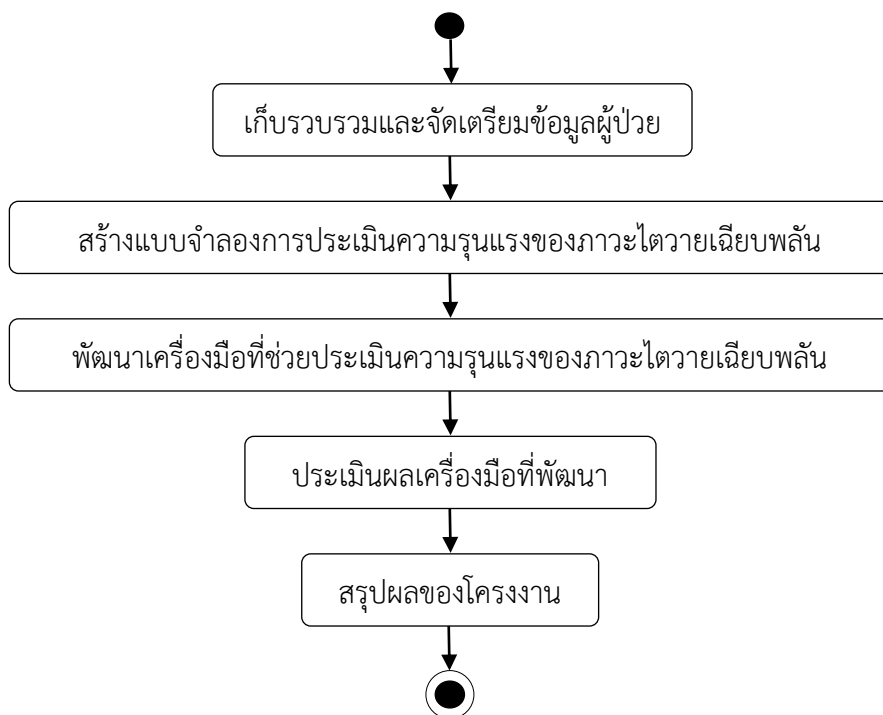 เก็บรวบรวมและจัดเตรียมข้อมูลผู้ป่วย
สร้างแบบจำลองการประเมินความรุนแรงของภาวะไตวายเฉียบพลัน
พัฒนาเครื่องมือที่ช่วยประเมินความรุนแรงของภาวะไตวายเฉียบพลัน
ประเมินผลเครื่องมือที่พัฒนา
สรุปผลของโครงงาน